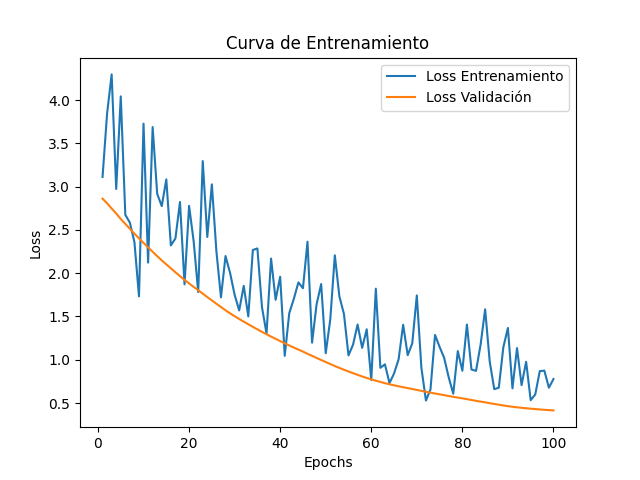 Curva de Entrenamiento
Loss Entrenamiento
Loss Validación
Loss
4.0
3.5
3.0
2.5
2.0
1.5
1.0
0.5
0 20 40 60 80 100
Epochs